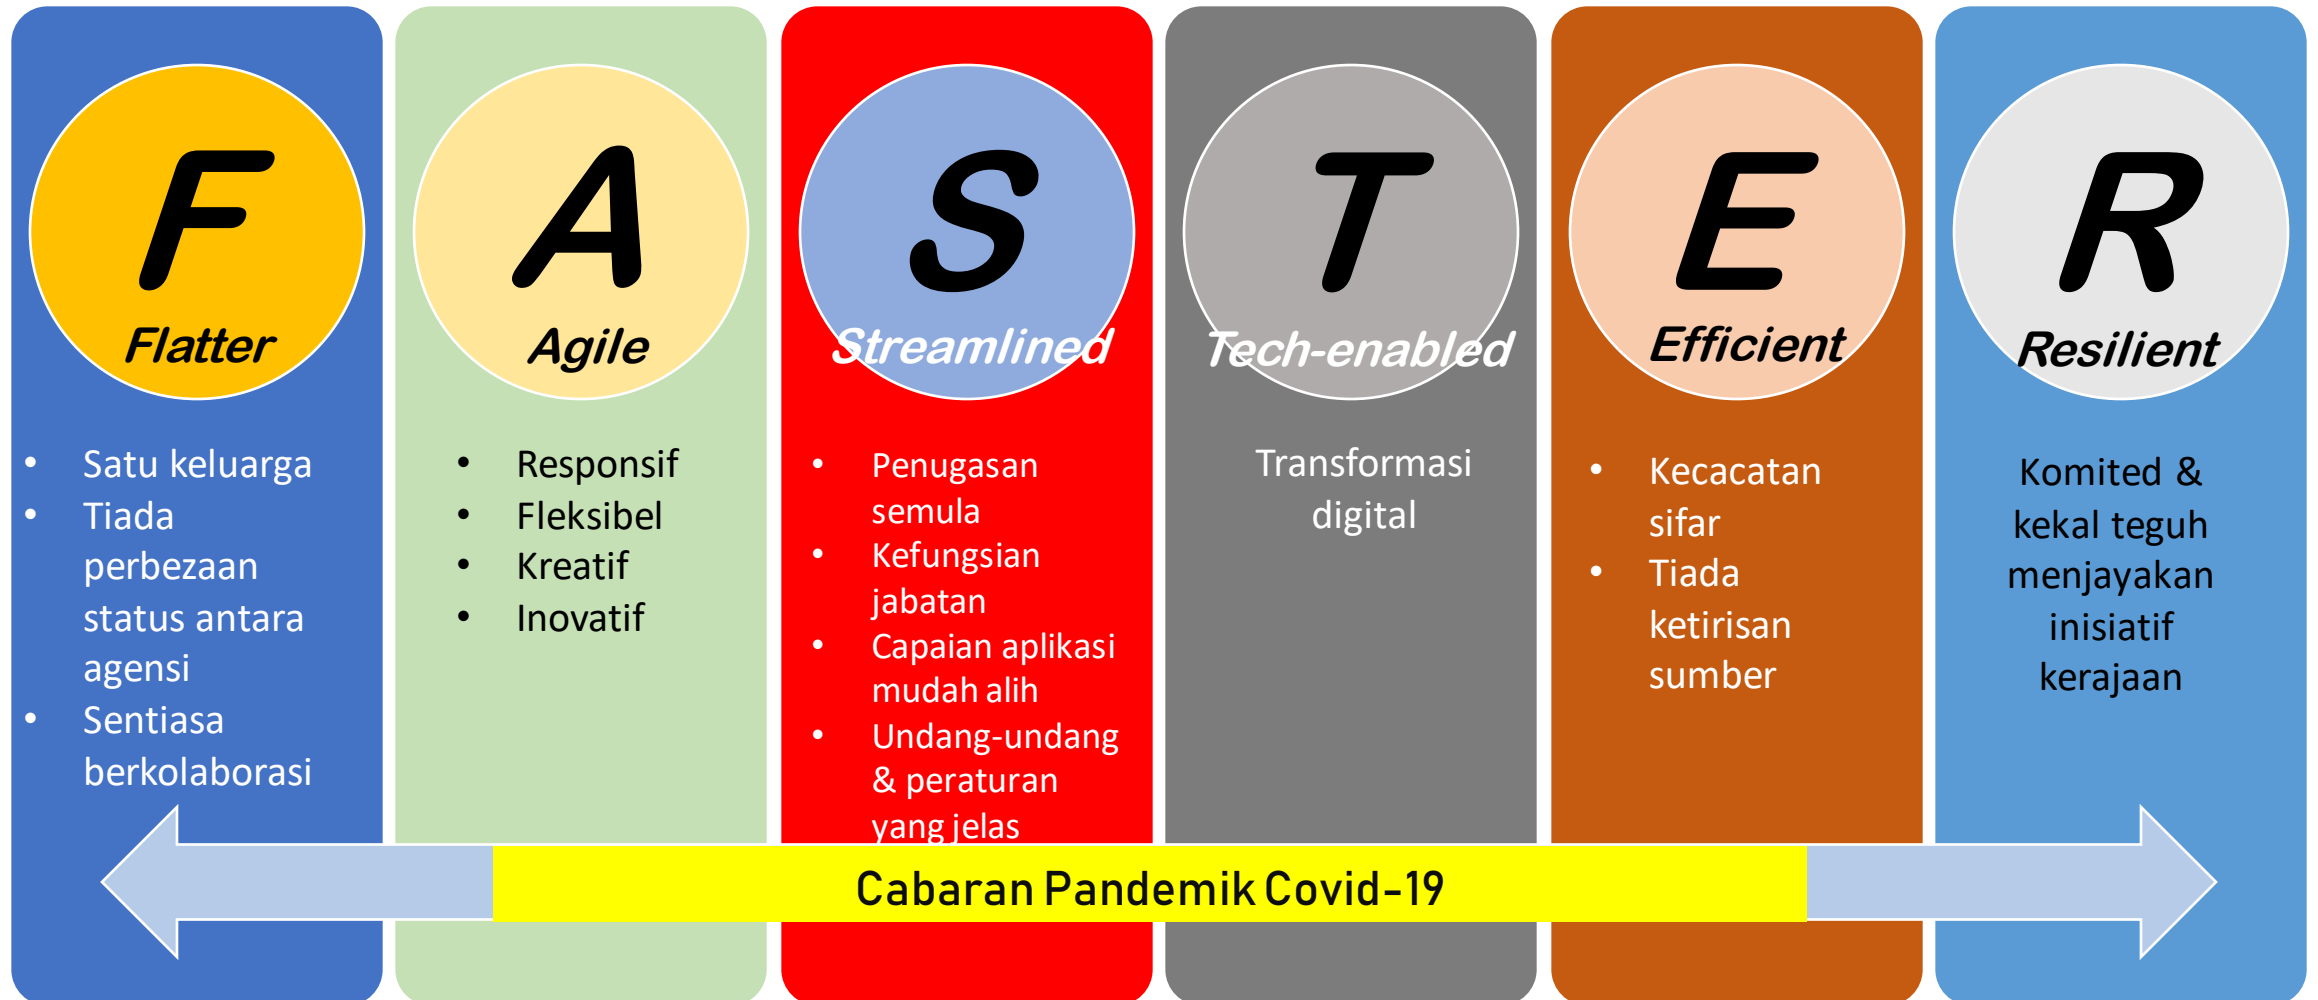 F
Flatter
• Satu keluarga
• Tiada
perbezaan
status antara
agensi
• Sentiasa
berkolaborasi
A
Agile
• Responsif
• Fleksibel
• Kreatif
• Inovatif
S
Streamlined
• Penugasan
semula
• Kefungsian
jabatan
• Capaian aplikasi
mudah alih
• Undang-undang
& peraturan
yang jelas
T
Tech-enabled
Transformasi
digital
E
Efficient
• Kecacatan
sifar
• Tiada
ketirisan
sumber
R
Resilient
Komited &
kekal teguh
menjayakan
inisiatif
kerajaan
Cabaran Pandemik Covid-19